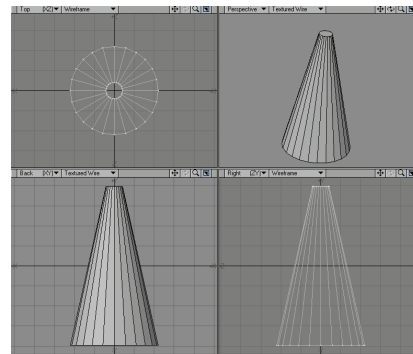 Top (XZ) Wireframe
Perspective Textured Wire
Back (XY) Textured Wire
Right (ZY) Wireframe